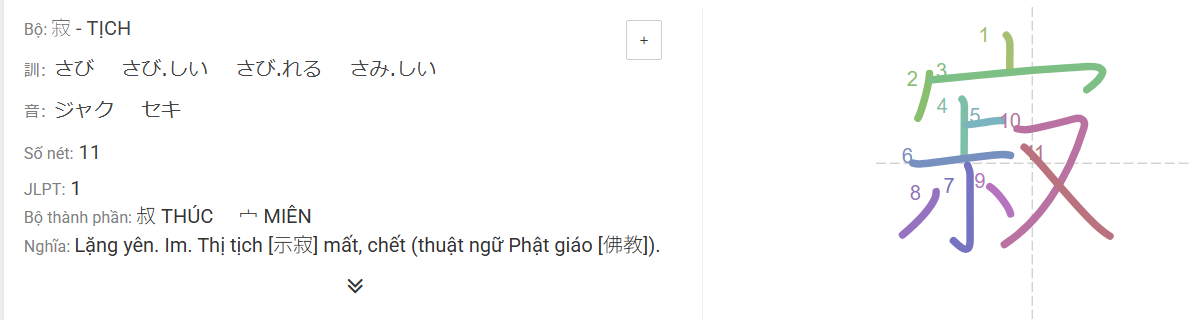 Bộ: 寂 - TỊCH
+
訓: さび さび.しい さび.れる さみ.しい
音: ジャク セキ
Số nét: 11
JLPT: 1
Bộ thành phần: 叔 THÚC 宀 MIÊN
Nghĩa: Lặng yên. Im. Thị tịch [示寂] mất, chết (thuật ngữ Phật giáo [佛教]).
寂
1
2 3
4 5 10
6 11
8 7 9